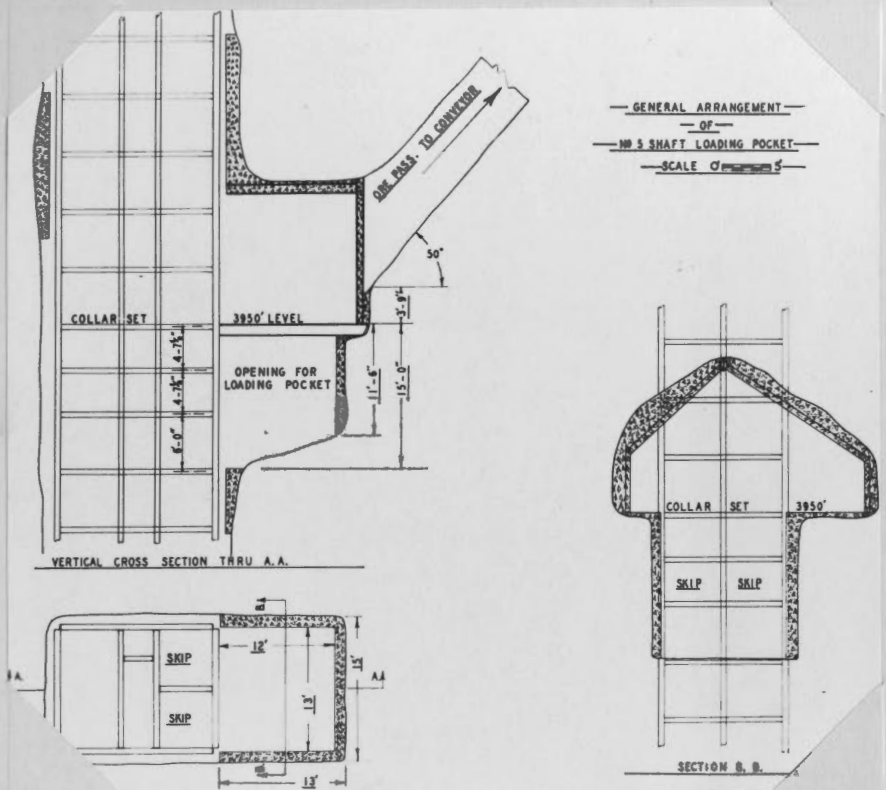 GENERAL ARRANGEMENT
OF
Nº 5 SHAFT LOADING POCKET
SCALE 0' 5'
ORE PASS. TO CONVEYOR
50°
3'-9"
COLLAR SET 3950' LEVEL
4-7½"
4-7½"
6'-0"
OPENING FOR
LOADING POCKET
11'-6"
15'-0"
VERTICAL CROSS SECTION THRU A.A.
COLLAR SET 3950'
SKIP SKIP
SECTION B. B.
B.
12'
SKIP
15'
A. A.
13'
SKIP
B.
13'